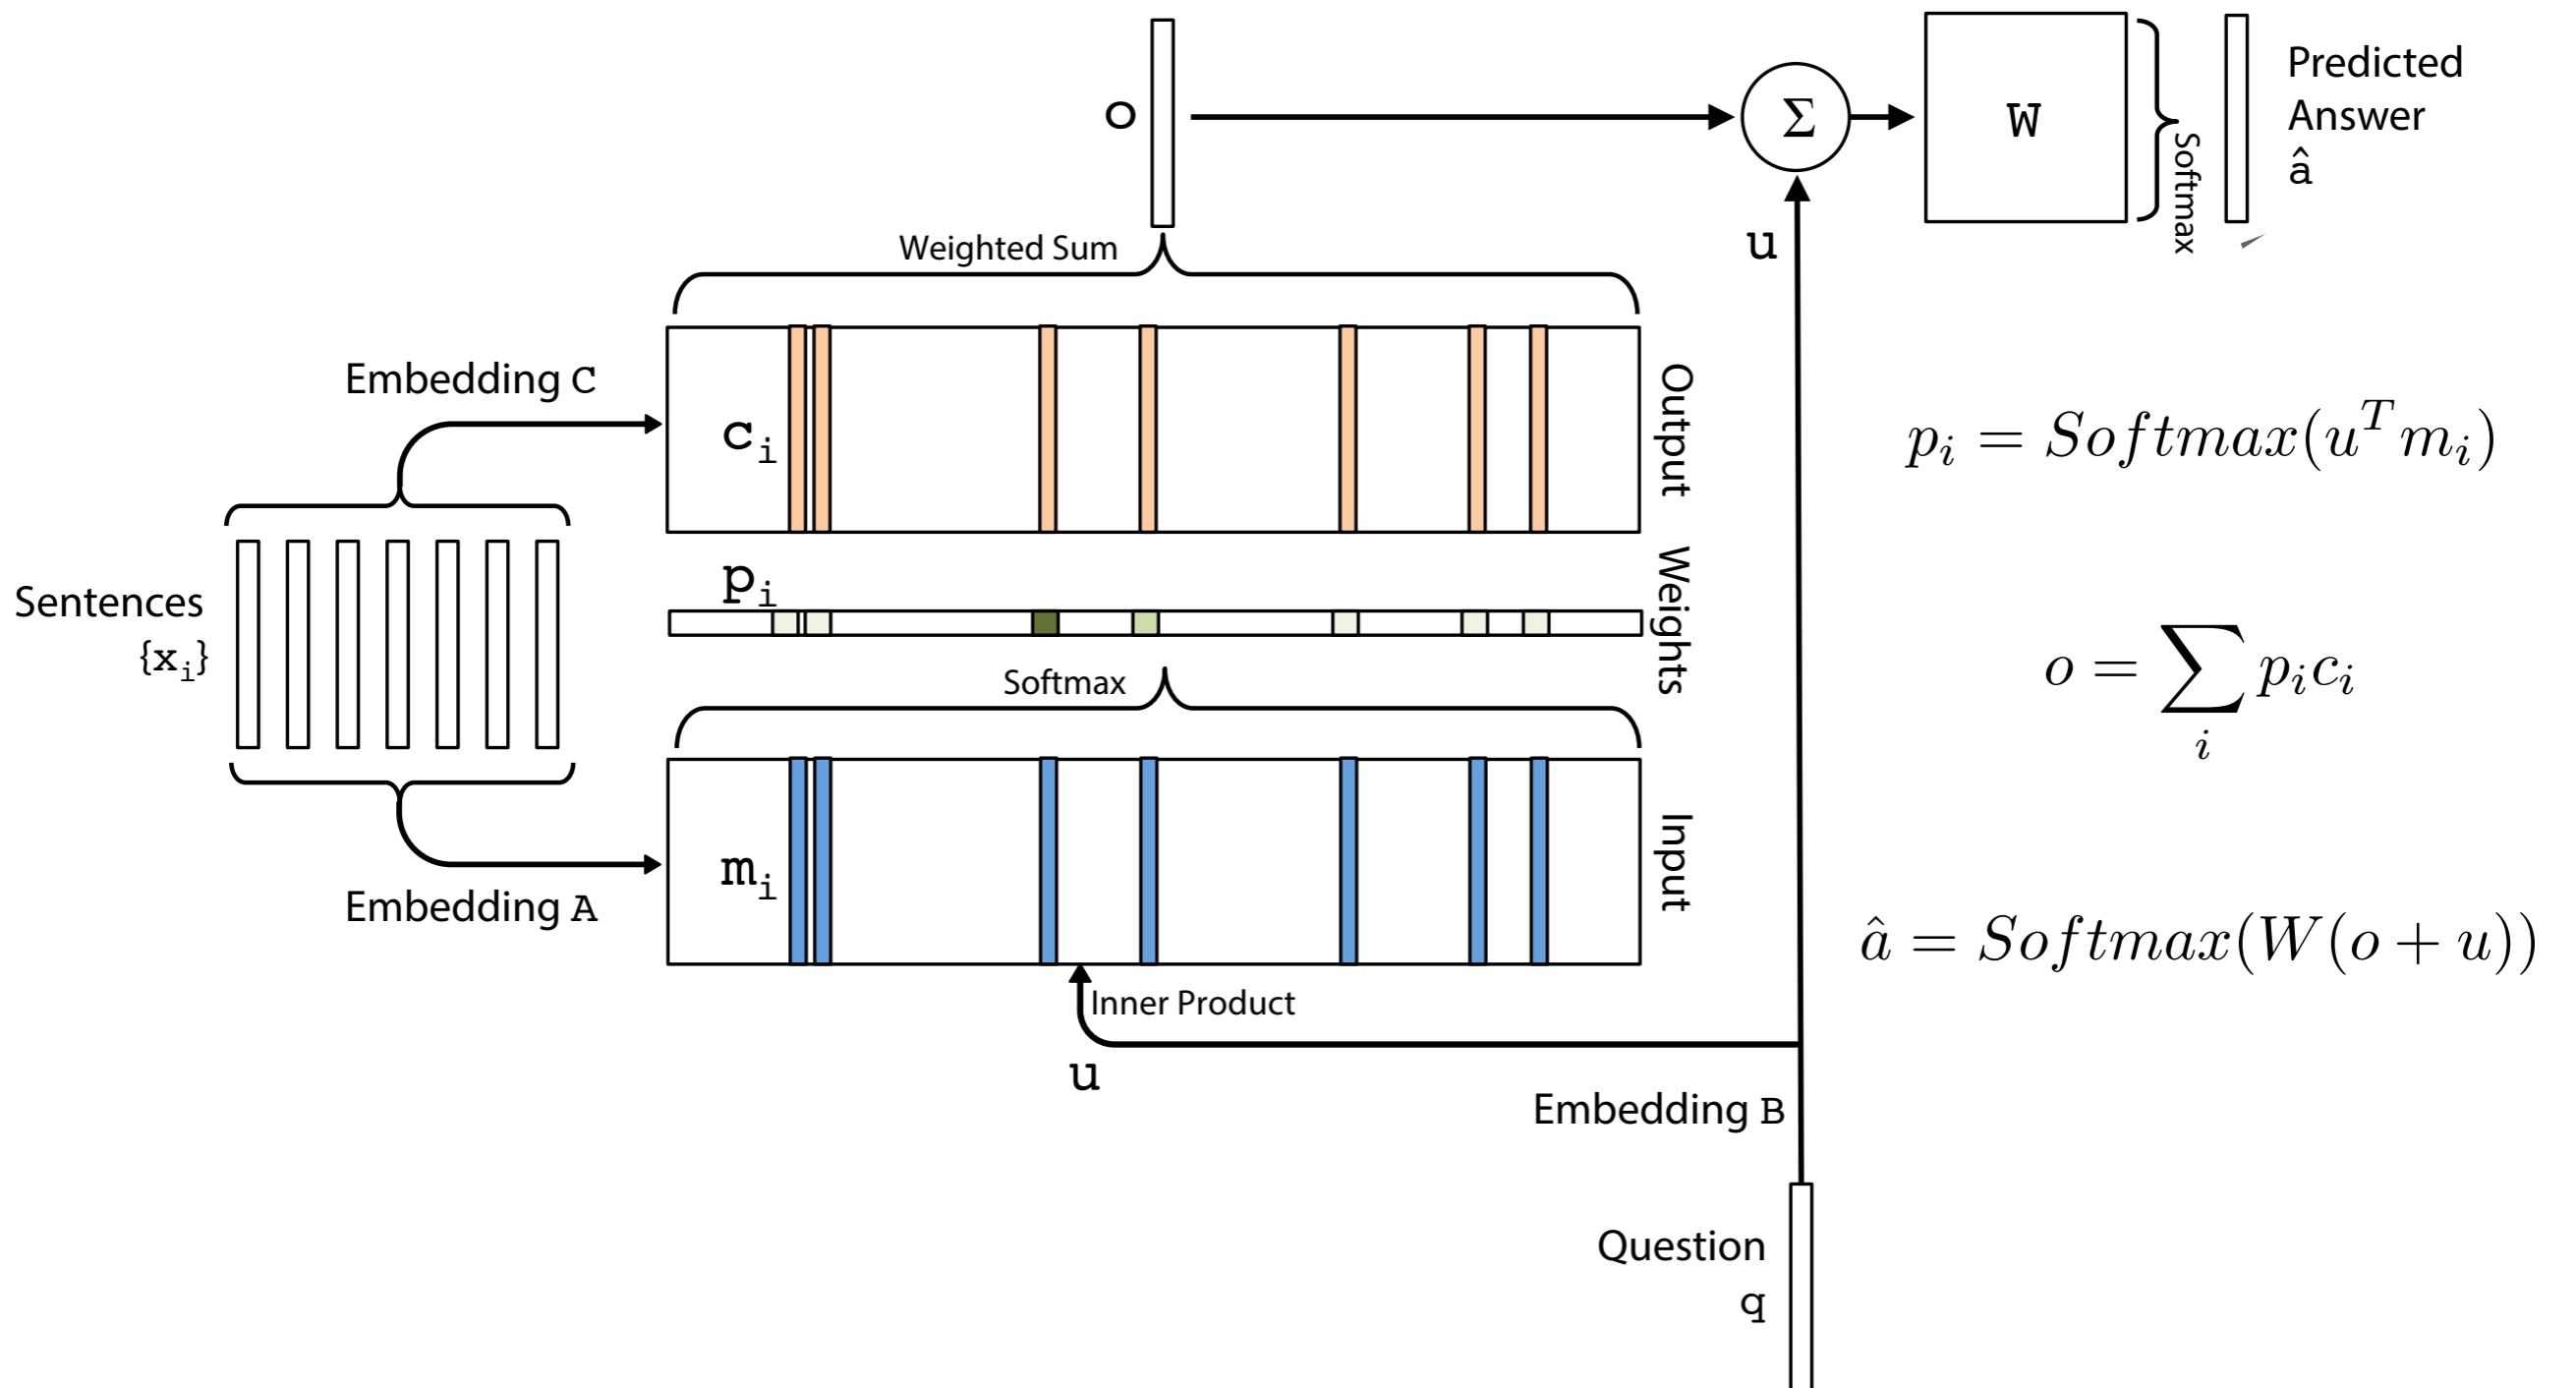 o
Σ
W
Softmax
Predicted
Answer
â
Weighted Sum
u
Embedding C
c_i
Output
p_i = Softmax(u^T m_i)
Sentences
{x_i}
p_i
Weights
o = ∑_i p_i c_i
Softmax
m_i
Input
Embedding A
â = Softmax(W(o + u))
Inner Product
u
Embedding B
Question
q